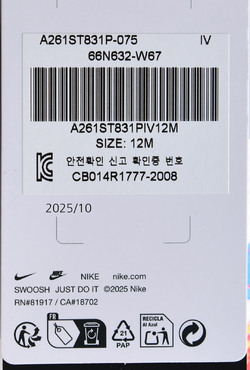 A261ST831P-075 IV
66N632-W67
A261ST831PIV12M
SIZE: 12M
안전확인 신고 확인증 번호
CB014R1777-2008
2025/10
NIKE nike.com
SWOOSH JUST DO IT ©2025 Nike
RN#81917 / CA#18702
FR
21
PAP
RECICLA
Al Azul